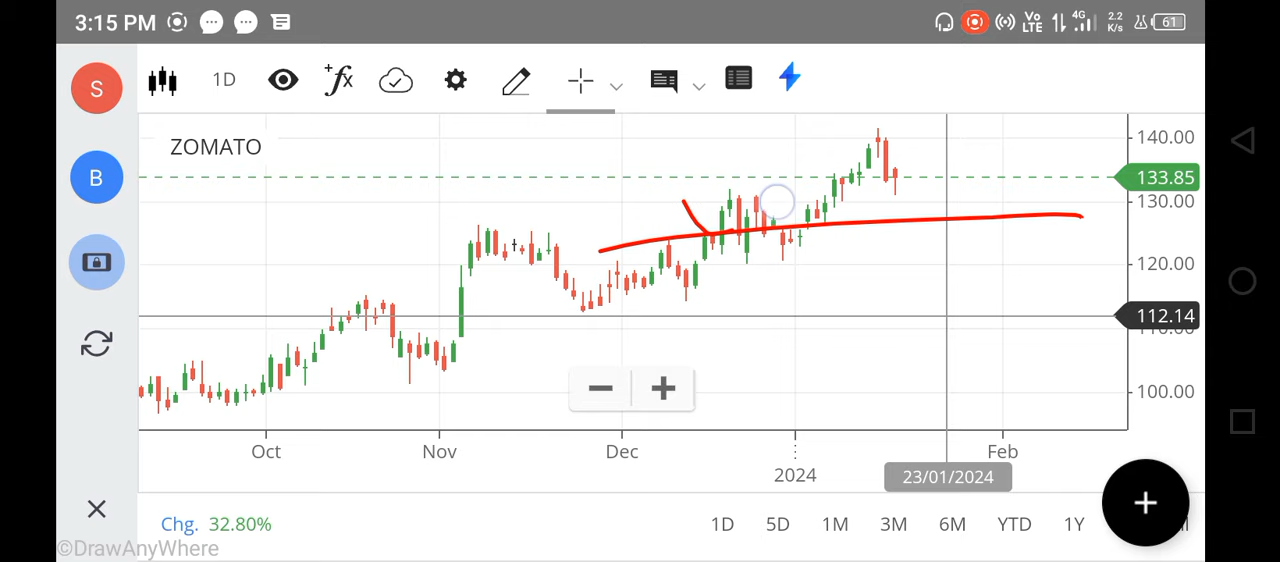 3:15 PM
Vo LTE 4G 2.2 K/s 61
S
1D
fx
B
ZOMATO
140.00
133.85
130.00
120.00
112.14
100.00
Oct Nov Dec 2024 Feb
23/01/2024
Chg. 32.80%
1D 5D 1M 3M 6M YTD 1Y
©DrawAnyWhere